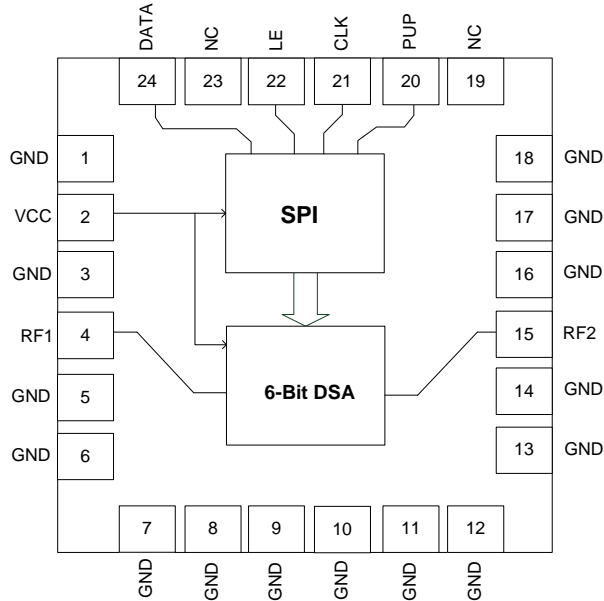 DATA
NC
LE
CLK
PUP
NC
24
23
22
21
20
19
GND 1
18 GND
SPI
VCC 2
17 GND
GND 3
16 GND
RF1 4
15 RF2
6-Bit DSA
GND 5
14 GND
GND 6
13 GND
7
8
9
10
11
12
GND
GND
GND
GND
GND
GND